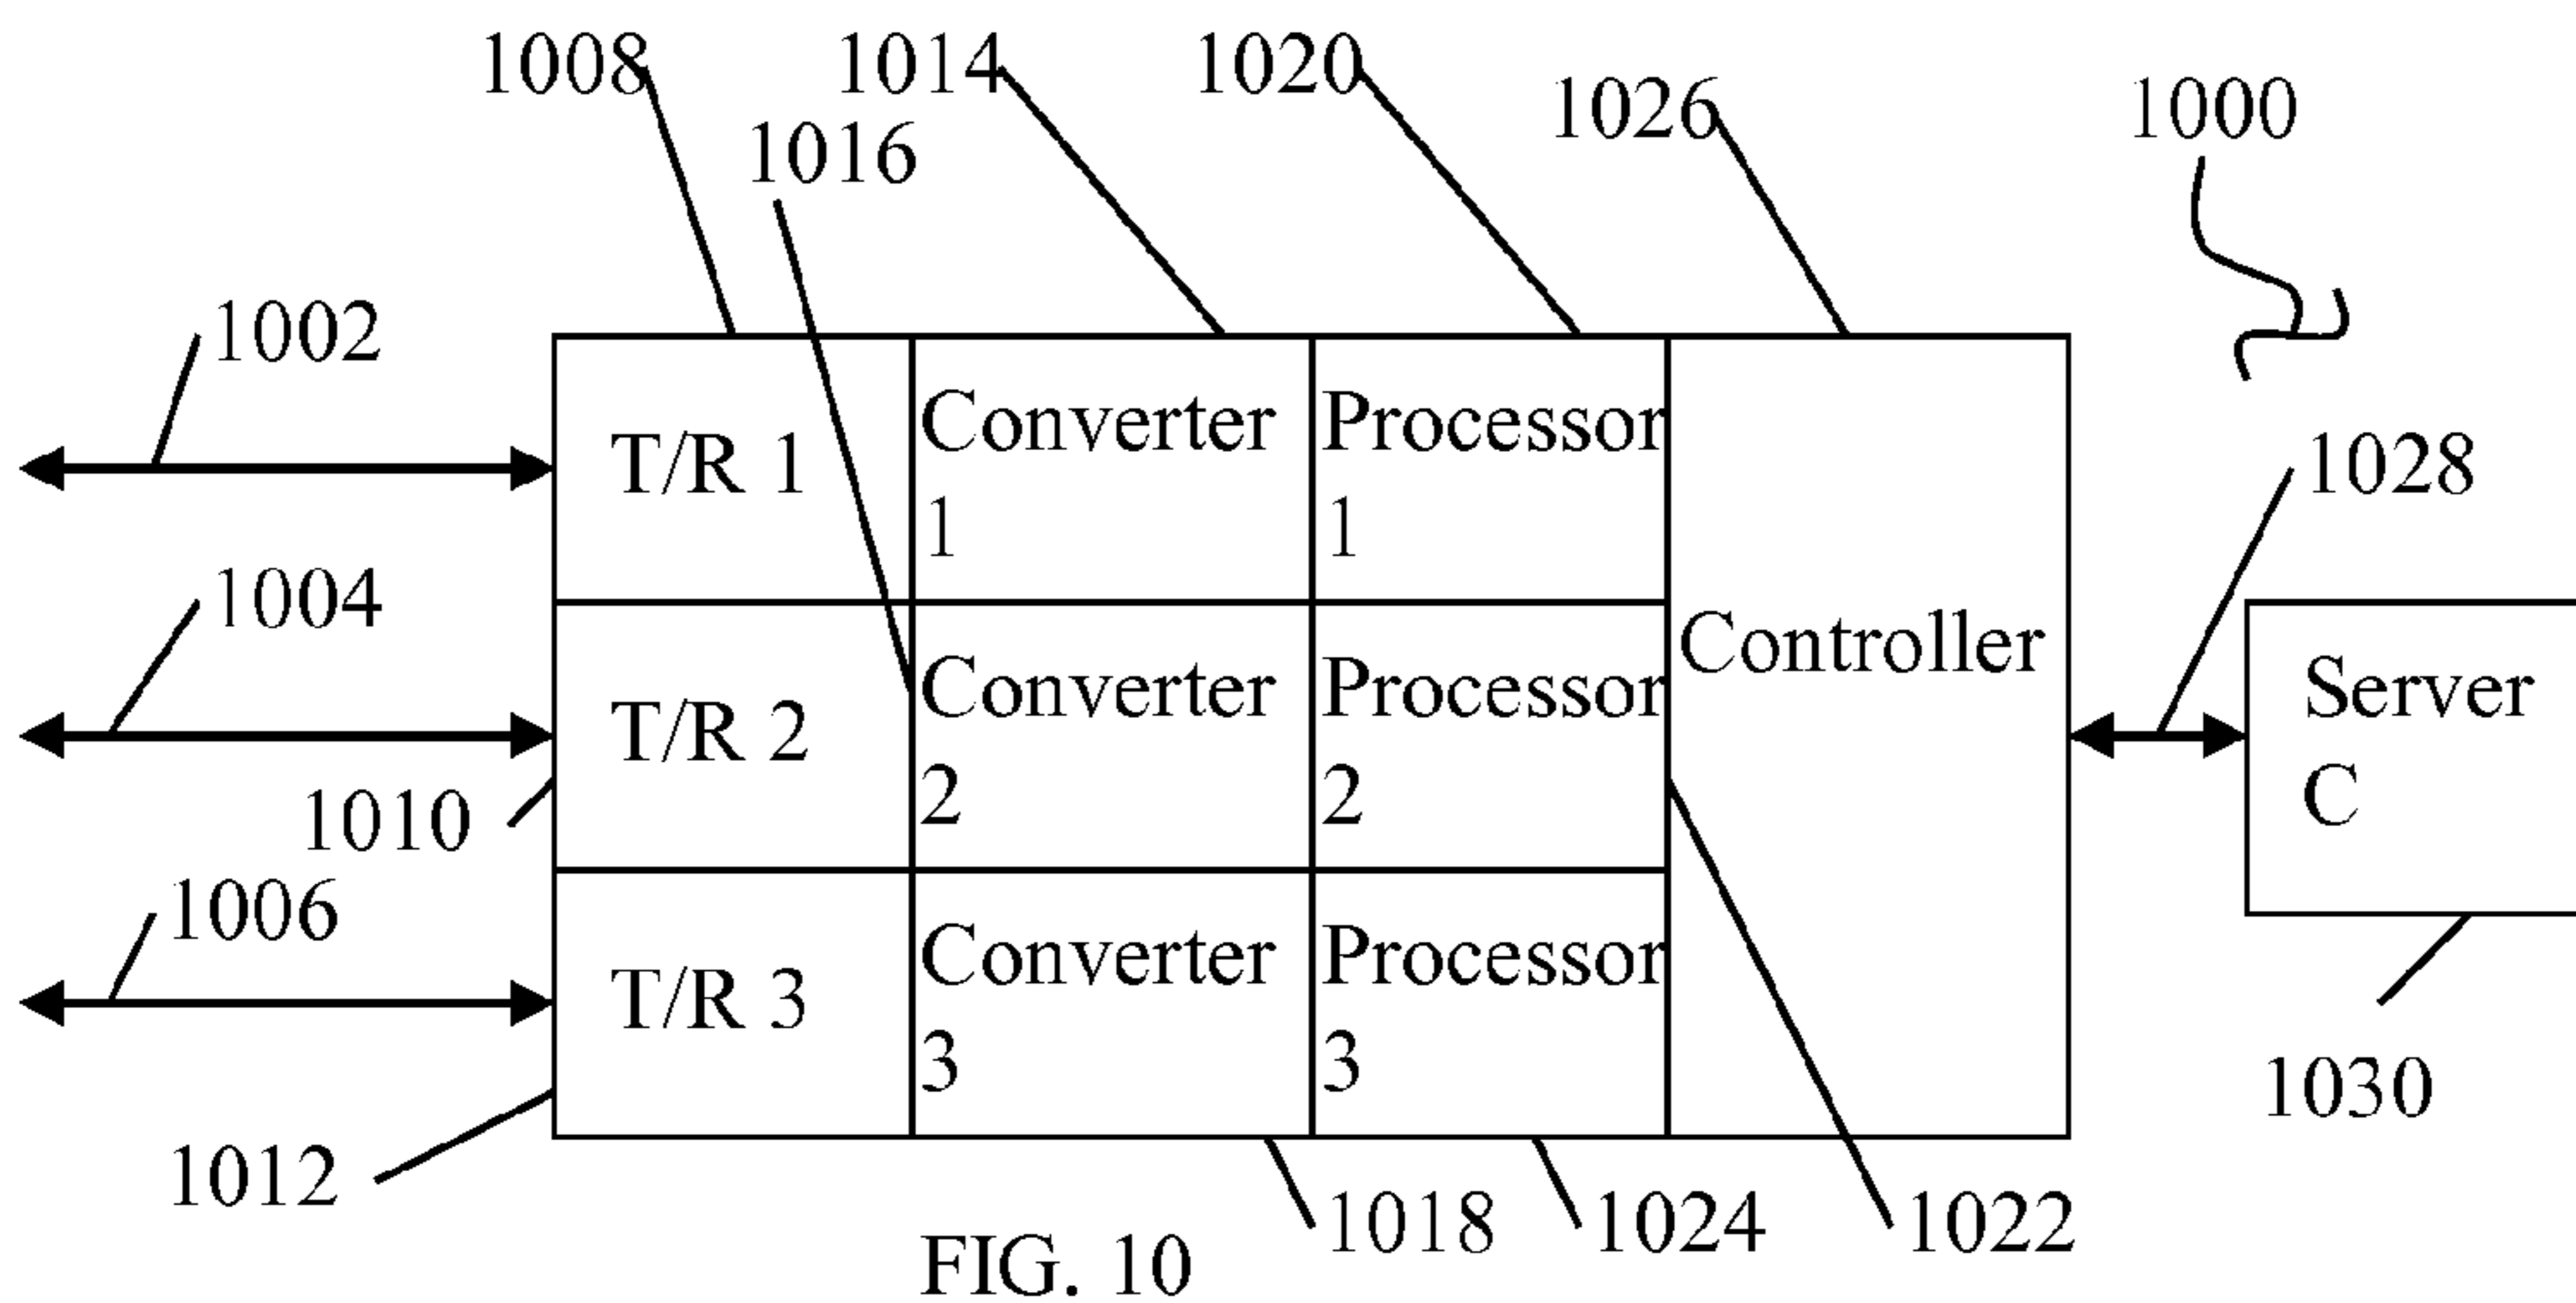 1008
1014
1020
1026
1000
1016
1002
T/R 1
Converter
1
Processor
1
1028
1004
T/R 2
Converter
2
Processor
2
Controller
Server
C
1010
1006
T/R 3
Converter
3
Processor
3
1030
1012
1018
1024
1022
FIG. 10